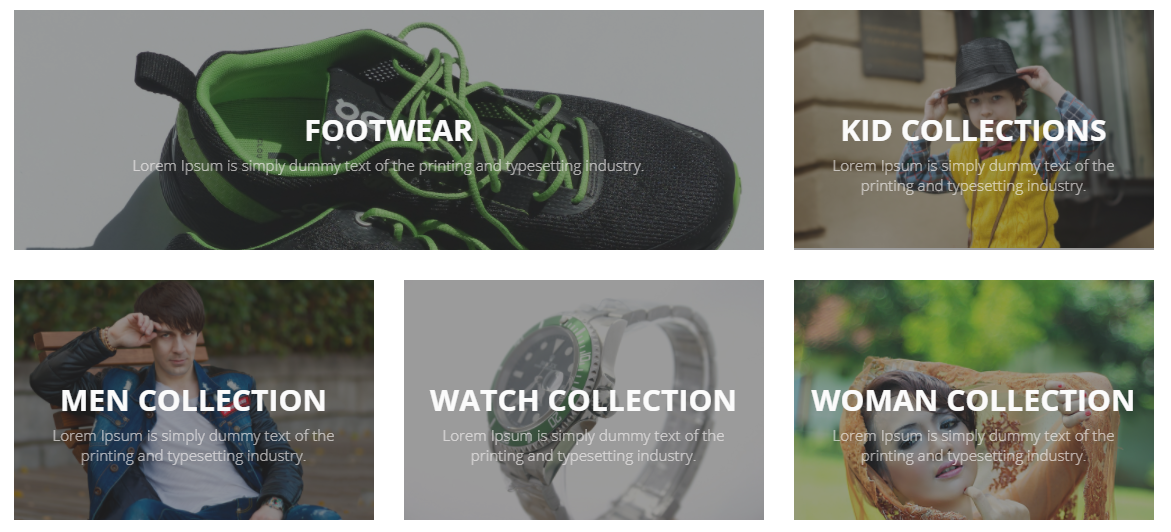 FOOTWEAR
Lorem Ipsum is simply dummy text of the printing and typesetting industry.
KID COLLECTIONS
Lorem Ipsum is simply dummy text of the
printing and typesetting industry.
MEN COLLECTION
Lorem Ipsum is simply dummy text of the
printing and typesetting industry.
WATCH COLLECTION
Lorem Ipsum is simply dummy text of the
printing and typesetting industry.
WOMAN COLLECTION
Lorem Ipsum is simply dummy text of the
printing and typesetting industry.